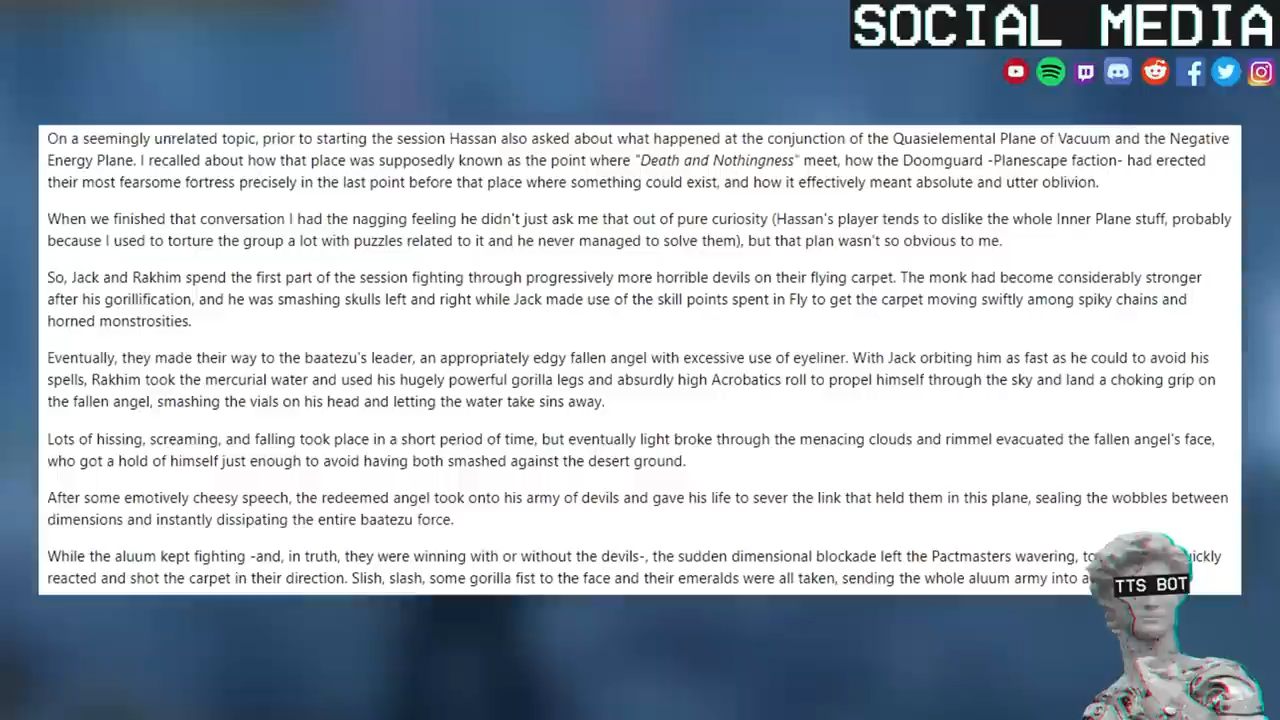 SOCIAL MEDIA
On a seemingly unrelated topic, prior to starting the session Hassan also asked about what happened at the conjunction of the Quasielemental Plane of Vacuum and the Negative
Energy Plane. I recalled about how that place was supposedly known as the point where "Death and Nothingness" meet, how the Doomguard -Planescape faction- had erected
their most fearsome fortress precisely in the last point before that place where something could exist, and how it effectively meant absolute and utter oblivion.
When we finished that conversation I had the nagging feeling he didn't just ask me that out of pure curiosity (Hassan's player tends to dislike the whole Inner Plane stuff, probably
because I used to torture the group a lot with puzzles related to it and he never managed to solve them), but that plan wasn't so obvious to me.
So, Jack and Rakhim spend the first part of the session fighting through progressively more horrible devils on their flying carpet. The monk had become considerably stronger
after his gorillification, and he was smashing skulls left and right while Jack made use of the skill points spent in Fly to get the carpet moving swiftly among spiky chains and
horned monstrosities.
Eventually, they made their way to the baatezu's leader, an appropriately edgy fallen angel with excessive use of eyeliner. With Jack orbiting him as fast as he could to avoid his
spells, Rakhim took the mercurial water and used his hugely powerful gorilla legs and absurdly high Acrobatics roll to propel himself through the sky and land a choking grip on
the fallen angel, smashing the vials on his head and letting the water take sins away.
Lots of hissing, screaming, and falling took place in a short period of time, but eventually light broke through the menacing clouds and rimmel evacuated the fallen angel's face,
who got a hold of himself just enough to avoid having both smashed against the desert ground.
After some emotively cheesy speech, the redeemed angel took onto his army of devils and gave his life to sever the link that held them in this plane, sealing the wobbles between
dimensions and instantly dissipating the entire baatezu force.
While the aluum kept fighting -and, in truth, they were winning with or without the devils-, the sudden dimensional blockade left the Pactmasters wavering,
reacted and shot the carpet in their direction. Slish, slash, some gorilla fist to the face and their emeralds were all taken, sending the whole aluum army into
TTS BOT